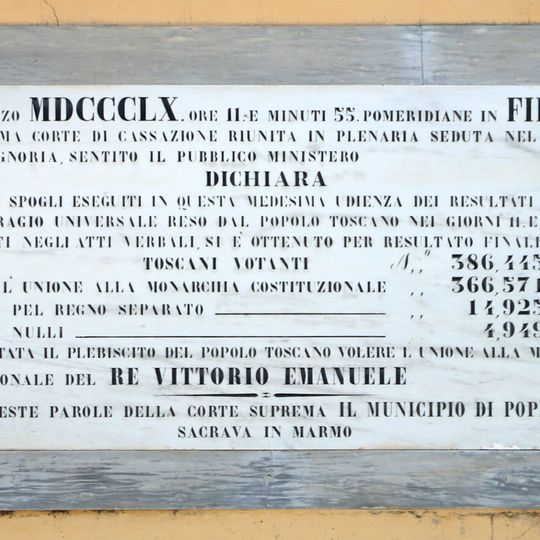 ZO MDCCCLX. ORE 11. E MINUTI 55. POMERIDIANE IN FI
MA CORTE DI CASSAZIONE RIUNITA IN PLENARIA SEDUTA NEL
GNORIA, SENTITO IL PUBBLICO MINISTERO
DICHIARA
SPOGLI ESEGUITI IN QUESTA MEDESIMA UDIENZA DEI RESULTATI
RAGIO UNIVERSALE RESO DAL POPOLO TOSCANO NEI GIORNI 11. E
TI NEGLI ATTI VERBALI, SI È OTTENUTO PER RESULTATO FINALE
TOSCANI VOTANTI N,,º 386,445
L'UNIONE ALLA MONARCHIA COSTITUZIONALE ,, 366,571
PEL REGNO SEPARATO ,, 14,925
NULLI ,, 4,949
TATA IL PLEBISCITO DEL POPOLO TOSCANO VOLERE L'UNIONE ALLA M
ONALE DEL RE VITTORIO EMANUELE
ESTE PAROLE DELLA CORTE SUPREMA IL MUNICIPIO DI POP
SACRAVA IN MARMO